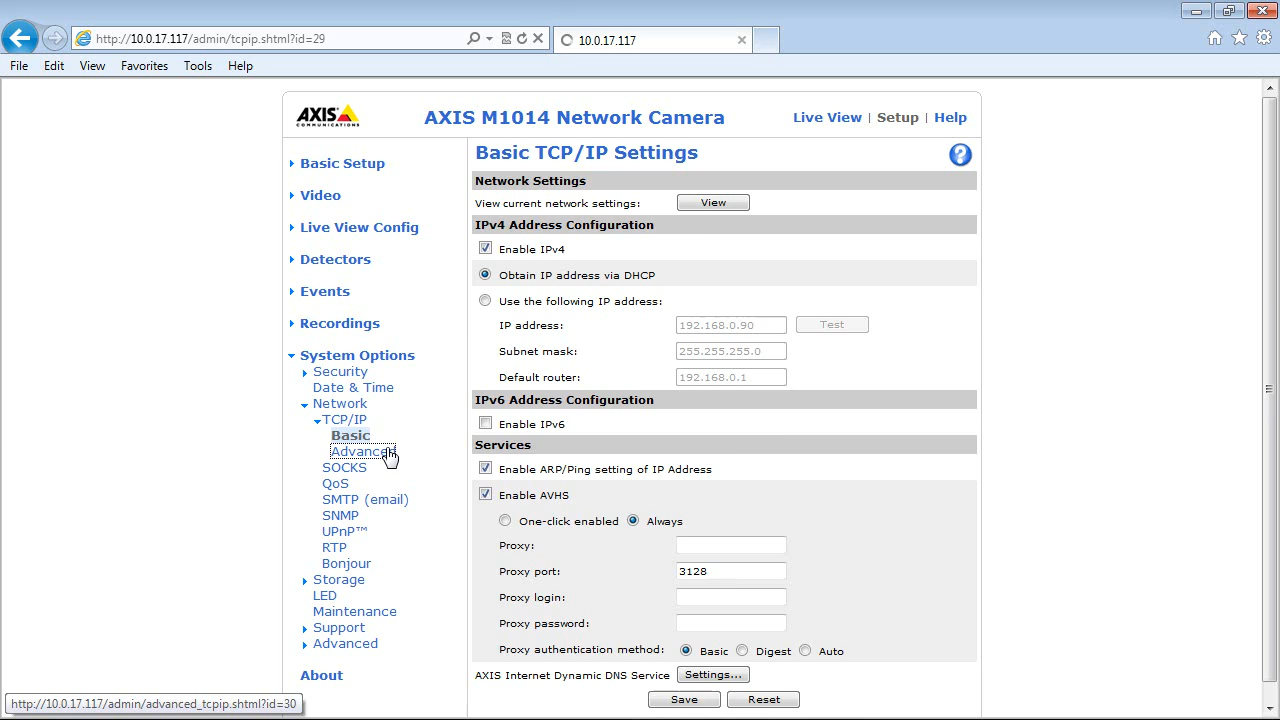 http://10.0.17.117/admin/tcpip.shtml?id=29
10.0.17.117
File Edit View Favorites Tools Help
AXIS
COMMUNICATIONS
AXIS M1014 Network Camera
Live View | Setup | Help
Basic Setup
Video
Live View Config
Detectors
Events
Recordings
System Options
Security
Date & Time
Network
TCP/IP
Basic
Advanced
SOCKS
QoS
SMTP (email)
SNMP
UPnP™
RTP
Bonjour
Storage
LED
Maintenance
Support
Advanced
About
Basic TCP/IP Settings
Network Settings
View current network settings: View
IPv4 Address Configuration
Enable IPv4
Obtain IP address via DHCP
Use the following IP address:
IP address: 192.168.0.90 Test
Subnet mask: 255.255.255.0
Default router: 192.168.0.1
IPv6 Address Configuration
Enable IPv6
Services
Enable ARP/Ping setting of IP Address
Enable AVHS
One-click enabled Always
Proxy:
Proxy port: 3128
Proxy login:
Proxy password:
Proxy authentication method: Basic Digest Auto
AXIS Internet Dynamic DNS Service Settings...
Save Reset
http://10.0.17.117/admin/advanced_tcpip.shtml?id=30